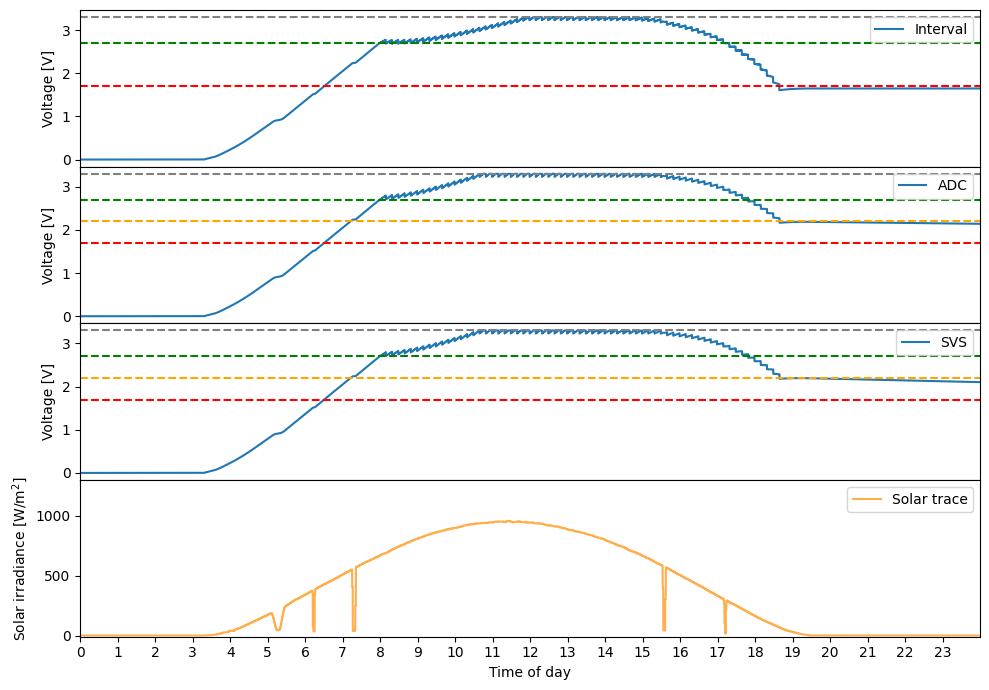 Voltage [V]
3
2
1
0
Interval
Voltage [V]
3
2
1
0
ADC
Voltage [V]
3
2
1
0
SVS
Solar irradiance [W/m²]
1000
500
0
Solar trace
0 1 2 3 4 5 6 7 8 9 10 11 12 13 14 15 16 17 18 19 20 21 22 23
Time of day